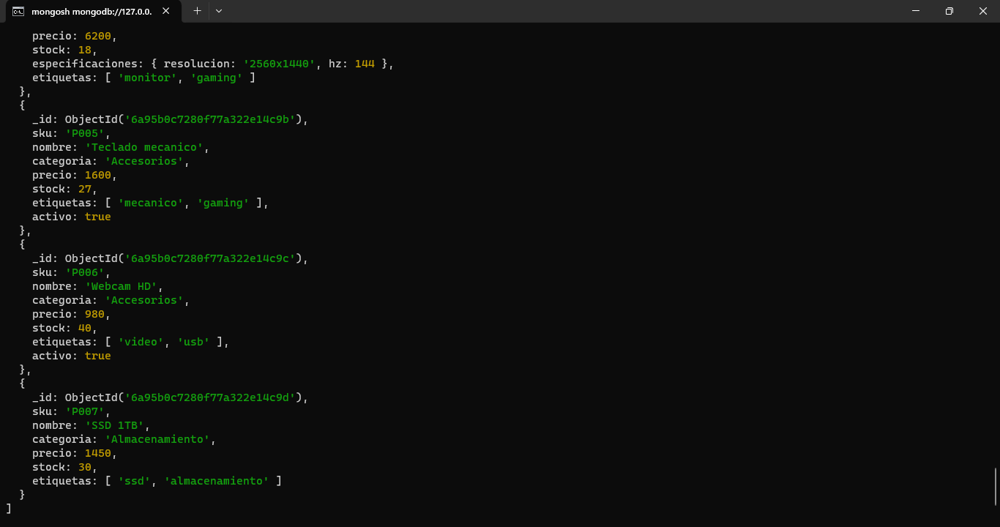 mongosh mongodb://127.0.0.
    precio: 6200,
    stock: 18,
    especificaciones: { resolucion: '2560x1440', hz: 144 },
    etiquetas: [ 'monitor', 'gaming' ]
  },
  {
    _id: ObjectId('6a95b0c7280f77a322e14c9b'),
    sku: 'P005',
    nombre: 'Teclado mecanico',
    categoria: 'Accesorios',
    precio: 1600,
    stock: 27,
    etiquetas: [ 'mecanico', 'gaming' ],
    activo: true
  },
  {
    _id: ObjectId('6a95b0c7280f77a322e14c9c'),
    sku: 'P006',
    nombre: 'Webcam HD',
    categoria: 'Accesorios',
    precio: 980,
    stock: 40,
    etiquetas: [ 'video', 'usb' ],
    activo: true
  },
  {
    _id: ObjectId('6a95b0c7280f77a322e14c9d'),
    sku: 'P007',
    nombre: 'SSD 1TB',
    categoria: 'Almacenamiento',
    precio: 1450,
    stock: 30,
    etiquetas: [ 'ssd', 'almacenamiento' ]
  }
]